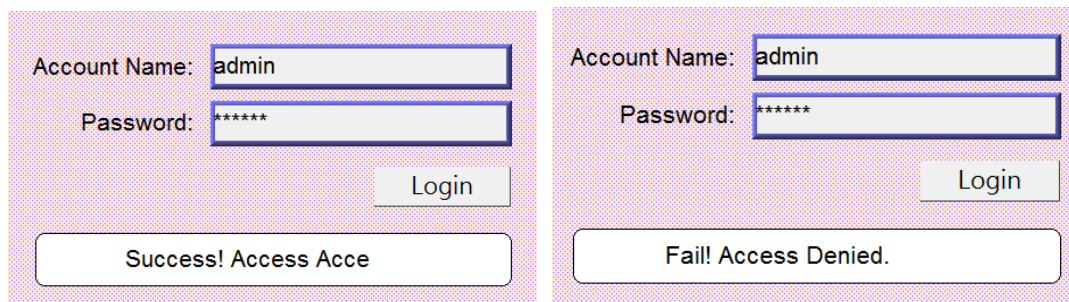 Account Name: admin
Password: ******
Login
Success! Access Acce
Account Name: admin
Password: ******
Login
Fail! Access Denied.